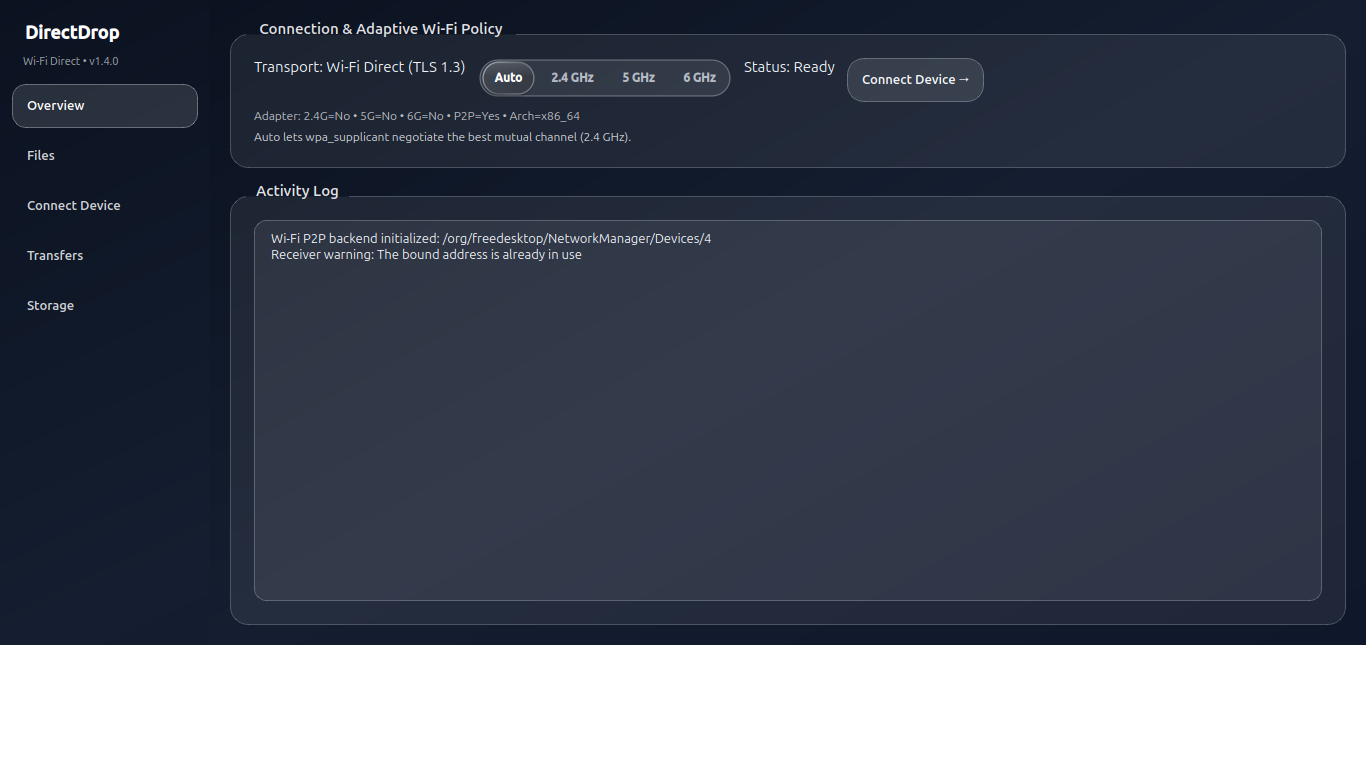 DirectDrop
Wi-Fi Direct • v1.4.0
Overview
Files
Connect Device
Transfers
Storage
Connection & Adaptive Wi-Fi Policy
Transport: Wi-Fi Direct (TLS 1.3) Auto 2.4 GHz 5 GHz 6 GHz Status: Ready Connect Device →
Adapter: 2.4G=No • 5G=No • 6G=No • P2P=Yes • Arch=x86_64
Auto lets wpa_supplicant negotiate the best mutual channel (2.4 GHz).
Activity Log
Wi-Fi P2P backend initialized: /org/freedesktop/NetworkManager/Devices/4
Receiver warning: The bound address is already in use